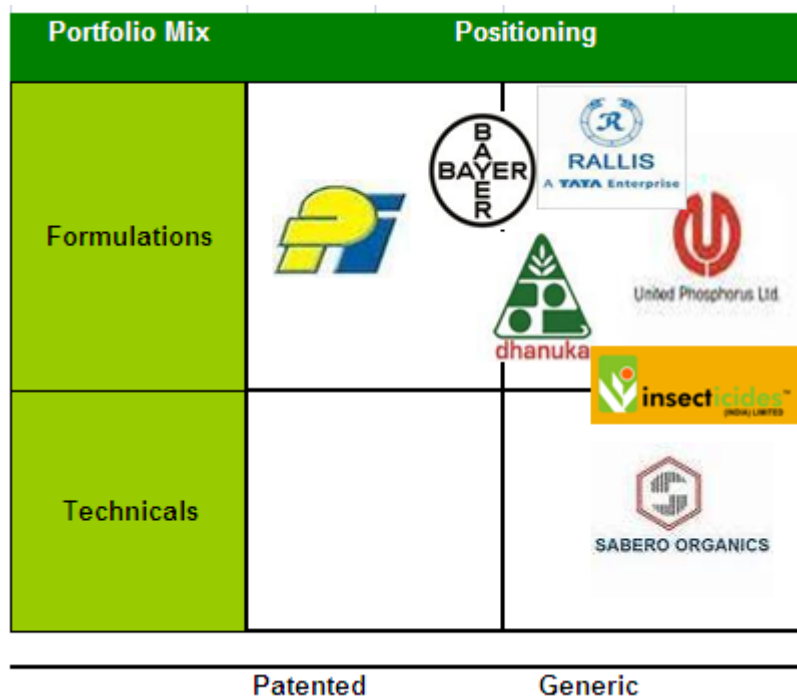 Portfolio Mix Positioning
Formulations
BAYER
BAYER
R
RALLIS
A TATA Enterprise
United Phosphorus Ltd.
dhanuka
insecticides™
(INDIA) LIMITED
Technicals
SABERO ORGANICS
Patented Generic